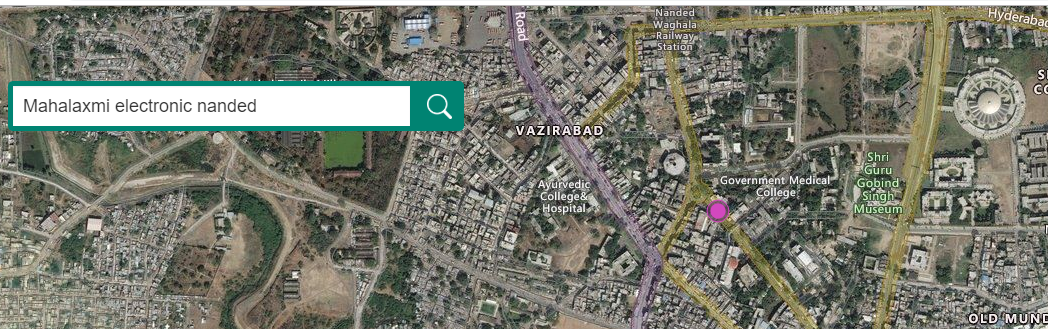 Nanded
Waghala
Railway
Station
Road
Hyderabad
Mahalaxmi electronic nanded
VAZIRABAD
Ayurvedic
College&
Hospital
Government Medical
College
Shri
Guru
Gobind
Singh
Museum
OLD MUND